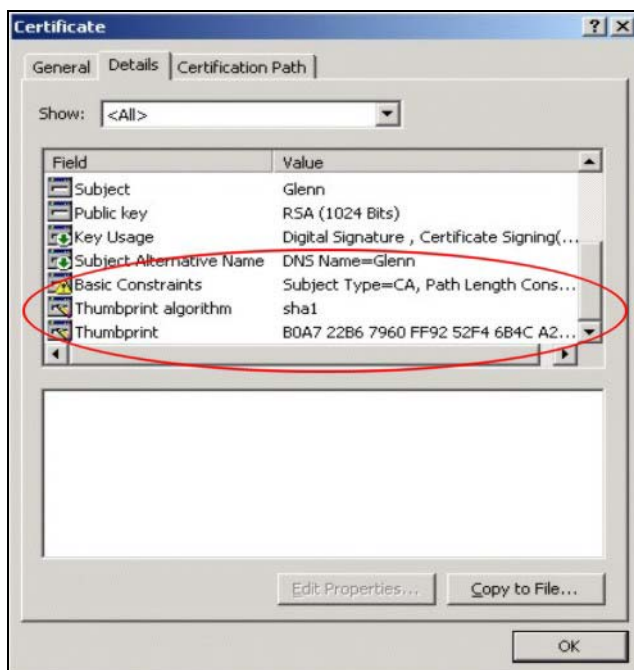 Certificate
General Details Certification Path
Show: <All>
Field Value
Subject Glenn
Public key RSA (1024 Bits)
Key Usage Digital Signature , Certificate Signing(...
Subject Alternative Name DNS Name=Glenn
Basic Constraints Subject Type=CA, Path Length Cons...
Thumbprint algorithm sha1
Thumbprint B0A7 22B6 7960 FF92 52F4 6B4C A2...
Edit Properties... Copy to File...
OK